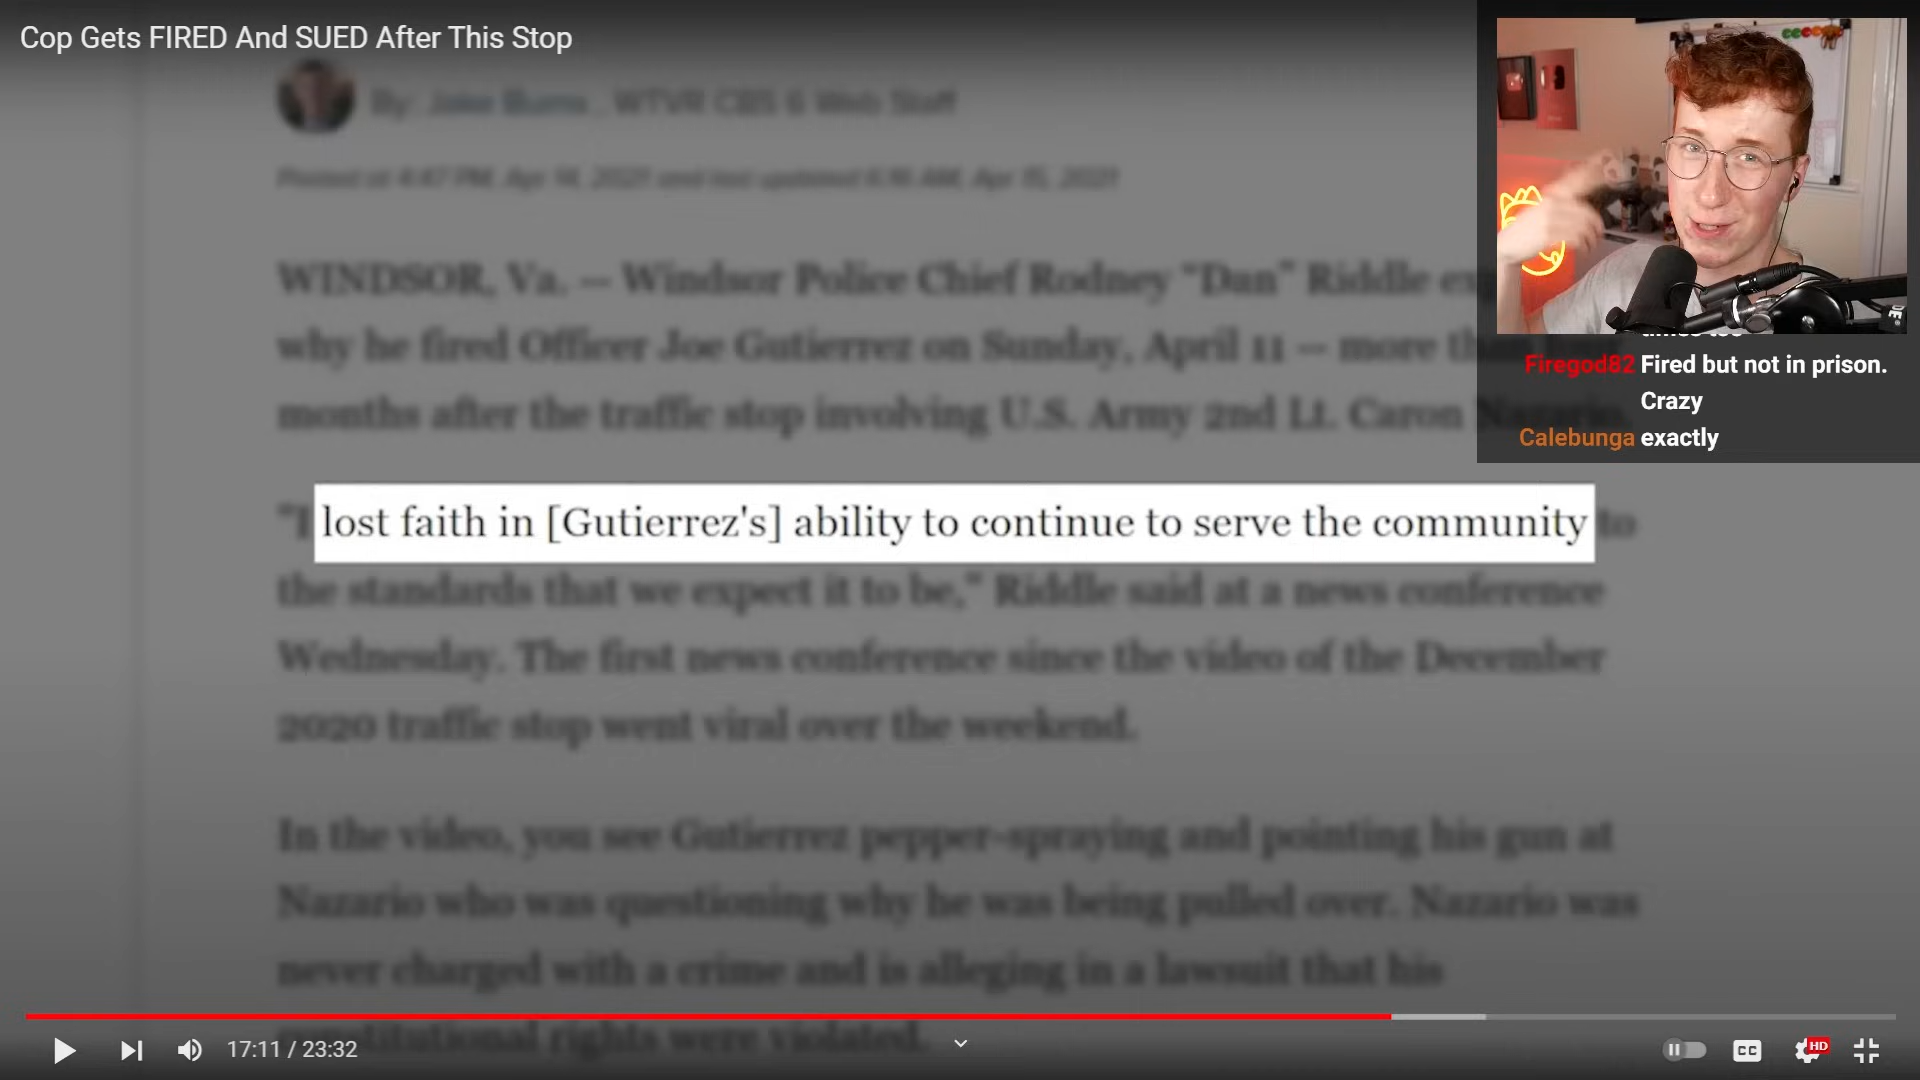 Cop Gets FIRED And SUED After This Stop
By: Jake Burns , WTVR CBS 6 Web Staff
Posted at 4:47 PM, Apr 14, 2021 and last updated 6:16 AM, Apr 15, 2021
WINDSOR, Va. — Windsor Police Chief Rodney “Dan” Riddle
why he fired Officer Joe Gutierrez on Sunday, April 11 -- more
months after the traffic stop involving U.S. Army 2nd Lt. Caron Nazario.
"I lost faith in [Gutierrez's] ability to continue to serve the community to
the standards that we expect it to be," Riddle said at a news conference
Wednesday. The first news conference since the video of the December
2020 traffic stop went viral over the weekend.
In the video, you see Gutierrez pepper-spraying and pointing his gun at
Nazario who was questioning why he was being pulled over. Nazario was
never charged with a crime and is alleging in a lawsuit that his
constitutional rights were violated.
Firegod82 Fired but not in prison.
Crazy
Calebunga exactly
17:11 / 23:32
CC
HD